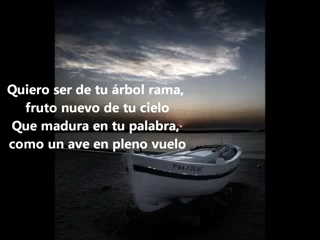 Quiero ser de tu árbol rama,
fruto nuevo de tu cielo
Que madura en tu palabra,
como un ave en pleno vuelo